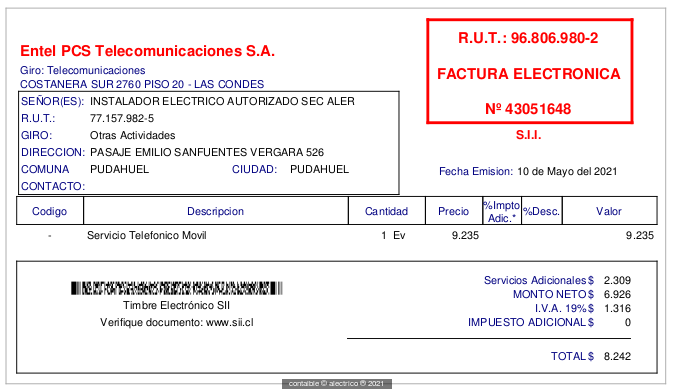 Entel PCS Telecomunicaciones S.A.
Giro: Telecomunicaciones
COSTANERA SUR 2760 PISO 20 - LAS CONDES
R.U.T.: 96.806.980-2
FACTURA ELECTRONICA
Nº 43051648
S.I.I.
SEÑOR(ES): INSTALADOR ELECTRICO AUTORIZADO SEC ALER
R.U.T.: 77.157.982-5
GIRO: Otras Actividades
DIRECCION: PASAJE EMILIO SANFUENTES VERGARA 526
COMUNA PUDAHUEL CIUDAD: PUDAHUEL
CONTACTO:
Fecha Emision: 10 de Mayo del 2021
Codigo Descripcion Cantidad Precio %Impto Adic.* %Desc. Valor
- Servicio Telefonico Movil 1 Ev 9.235 9.235
Timbre Electrónico SII
Verifique documento: www.sii.cl
Servicios Adicionales $ 2.309
MONTO NETO $ 6.926
I.V.A. 19% $ 1.316
IMPUESTO ADICIONAL $ 0
TOTAL $ 8.242
contaible © alectrico ® 2021